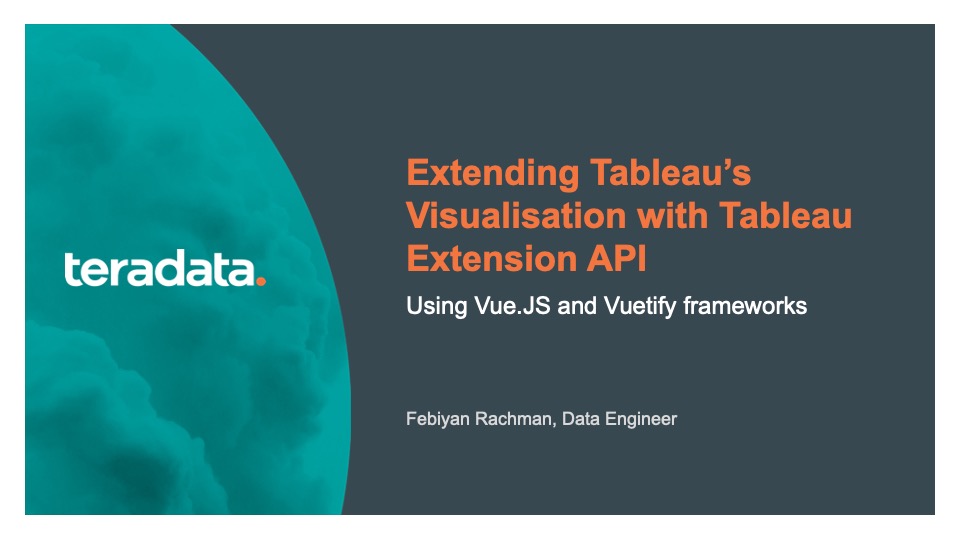 teradata.
Extending Tableau’s
Visualisation with Tableau
Extension API
Using Vue.JS and Vuetify frameworks
Febiyan Rachman, Data Engineer